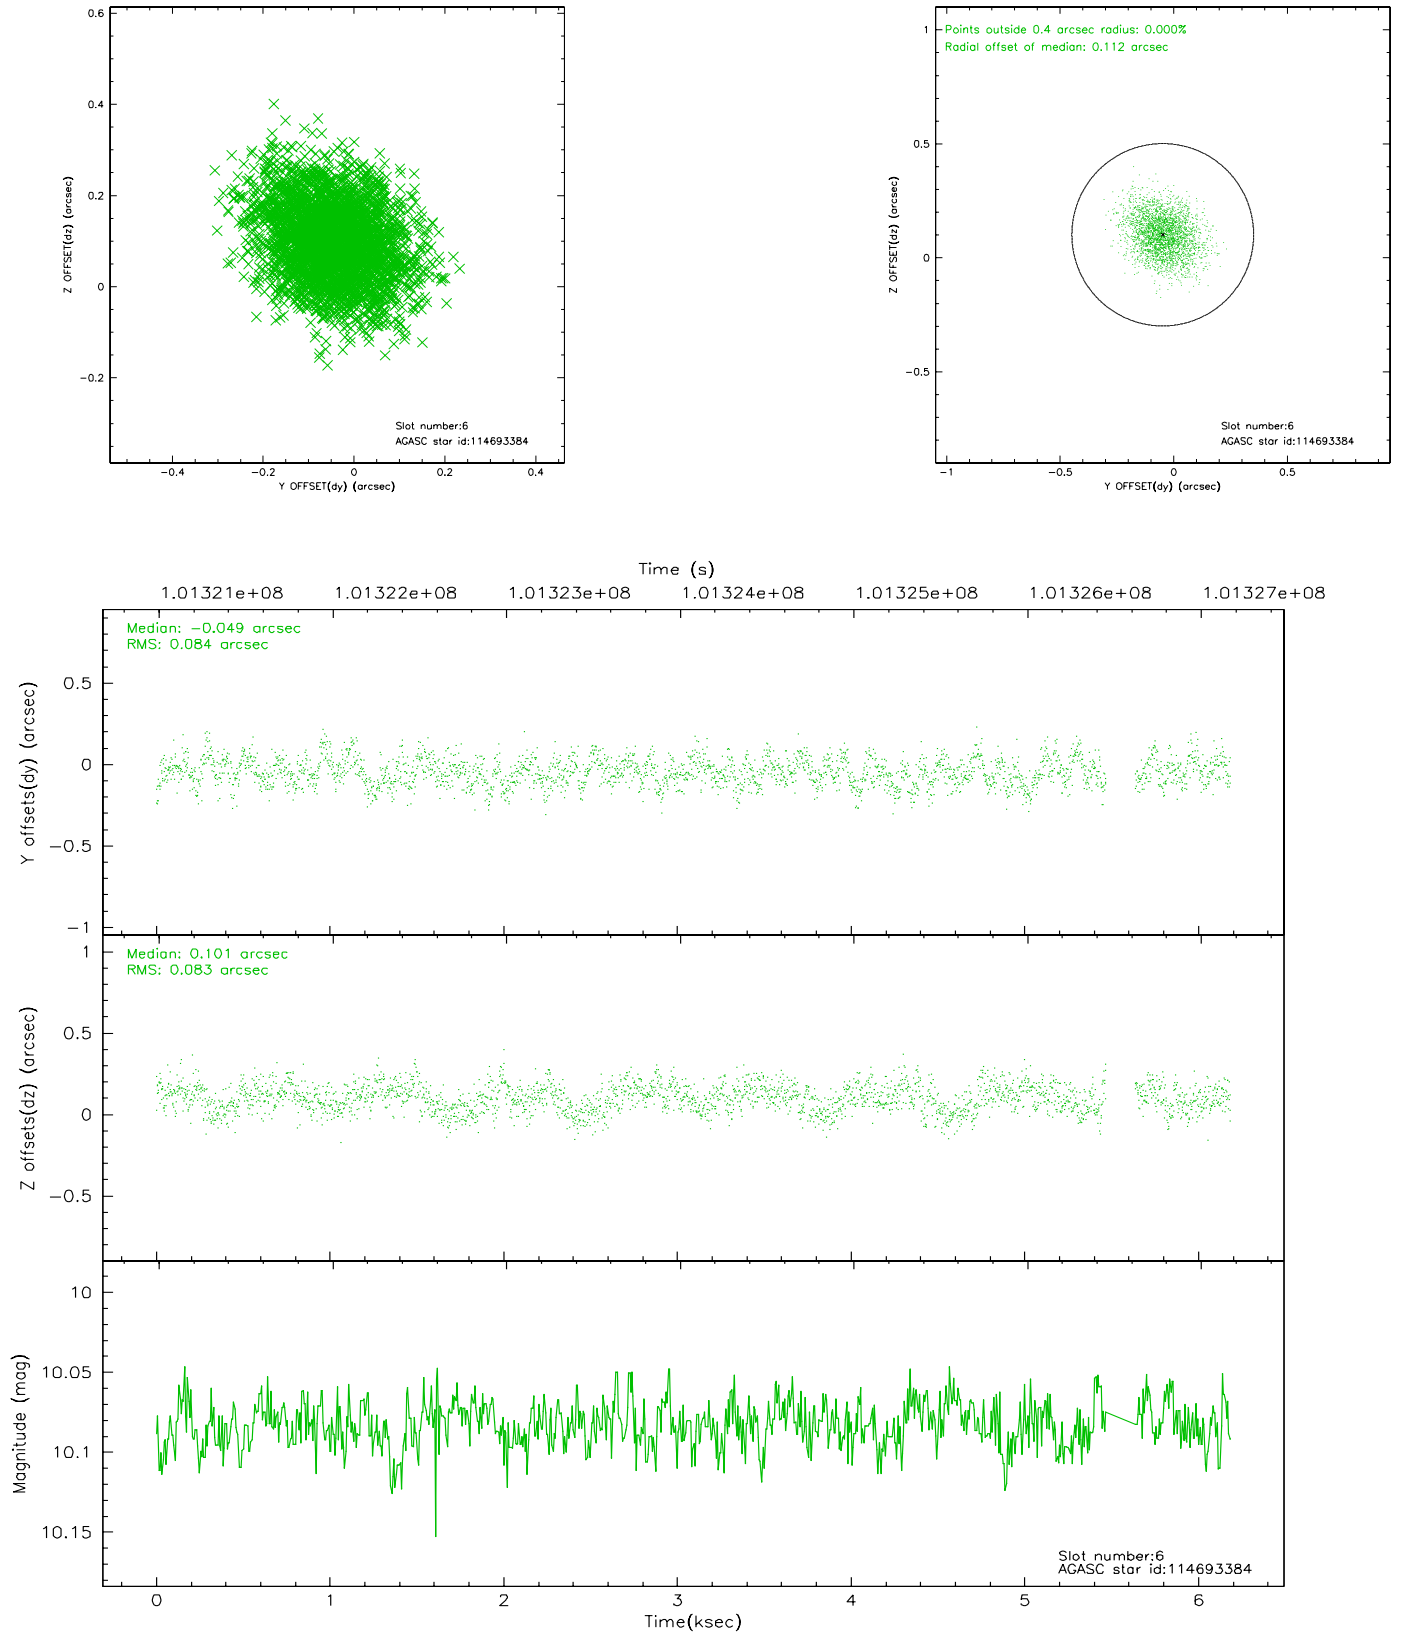 0.6
0.4
0.2
0
−0.2
Z OFFSET(dz) (arcsec)
Slot number:6
AGASC star id:114693384
−0.4 −0.2 0 0.2 0.4
Y OFFSET(dy) (arcsec)
Points outside 0.4 arcsec radius: 0.000%
Radial offset of median: 0.112 arcsec
1
0.5
0
−0.5
Z OFFSET(dz) (arcsec)
Slot number:6
AGASC star id:114693384
−1 −0.5 0 0.5
Y OFFSET(dy) (arcsec)
Time (s)
1.01321e+08 1.01322e+08 1.01323e+08 1.01324e+08 1.01325e+08 1.01326e+08 1.01327e+08
Median: −0.049 arcsec
RMS: 0.084 arcsec
0.5
0
−0.5
−1
Y offsets(dy) (arcsec)
Median: 0.101 arcsec
RMS: 0.083 arcsec
1
0.5
0
−0.5
Z offsets(dz) (arcsec)
10
10.05
10.1
10.15
Magnitude (mag)
Slot number:6
AGASC star id:114693384
0 1 2 3 4 5 6
Time(ksec)